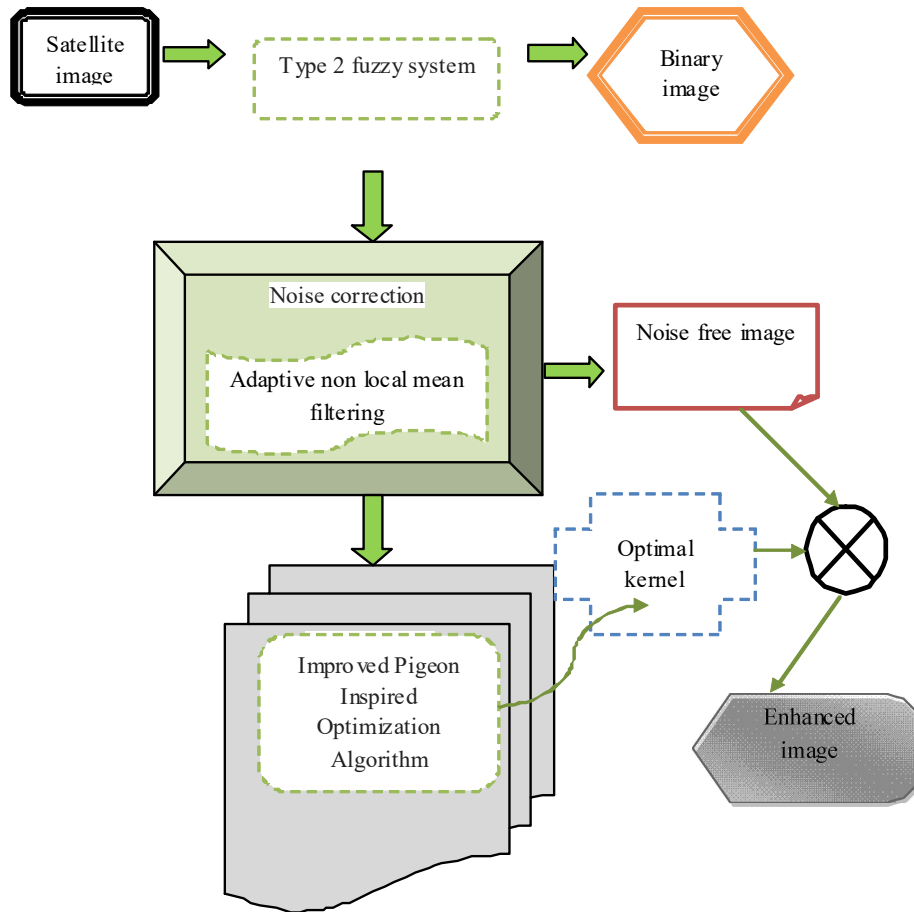 Satellite
image
Type 2 fuzzy system
Binary
image
Noise correction
Adaptive non local mean
filtering
Noise free image
Optimal
kernel
Improved Pigeon
Inspired
Optimization
Algorithm
Enhanced
image